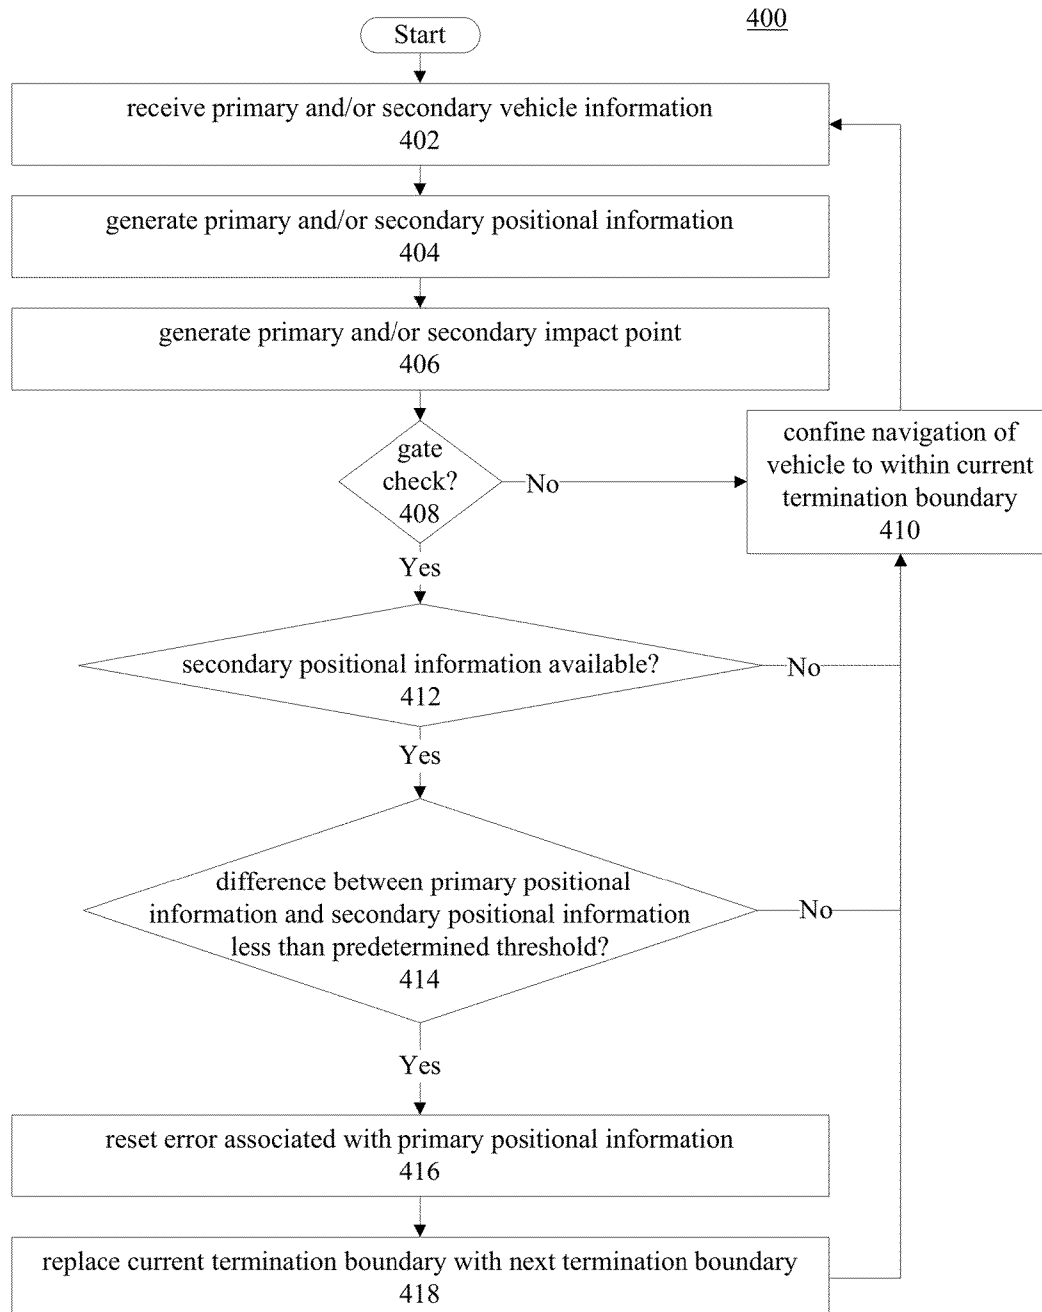 400
Start
receive primary and/or secondary vehicle information
402
generate primary and/or secondary positional information
404
generate primary and/or secondary impact point
406
gate
check?
408
No
confine navigation of
vehicle to within current
termination boundary
410
Yes
secondary positional information available?
412
No
Yes
difference between primary positional
information and secondary positional information
less than predetermined threshold?
414
No
Yes
reset error associated with primary positional information
416
replace current termination boundary with next termination boundary
418